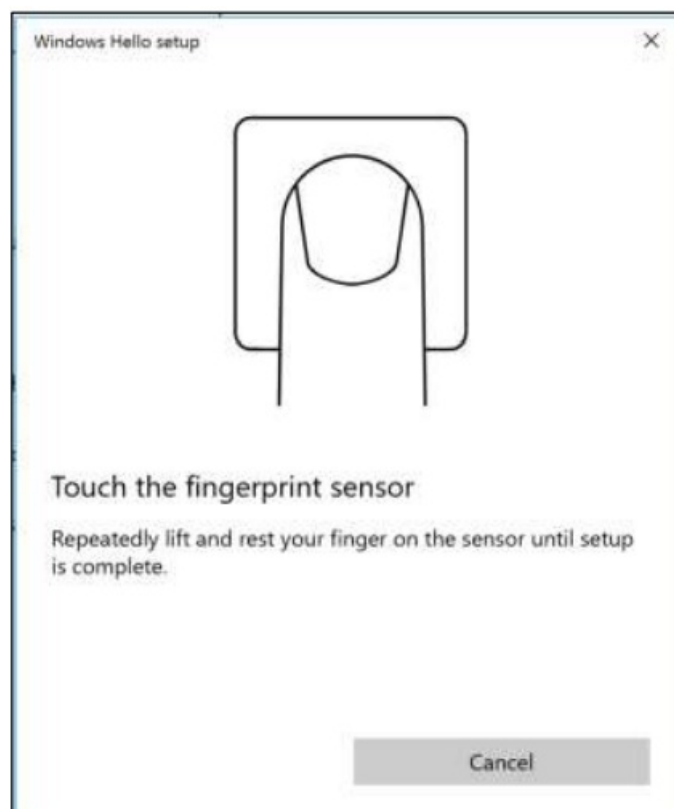 Windows Hello setup
Touch the fingerprint sensor
Repeatedly lift and rest your finger on the sensor until setup
is complete.
Cancel